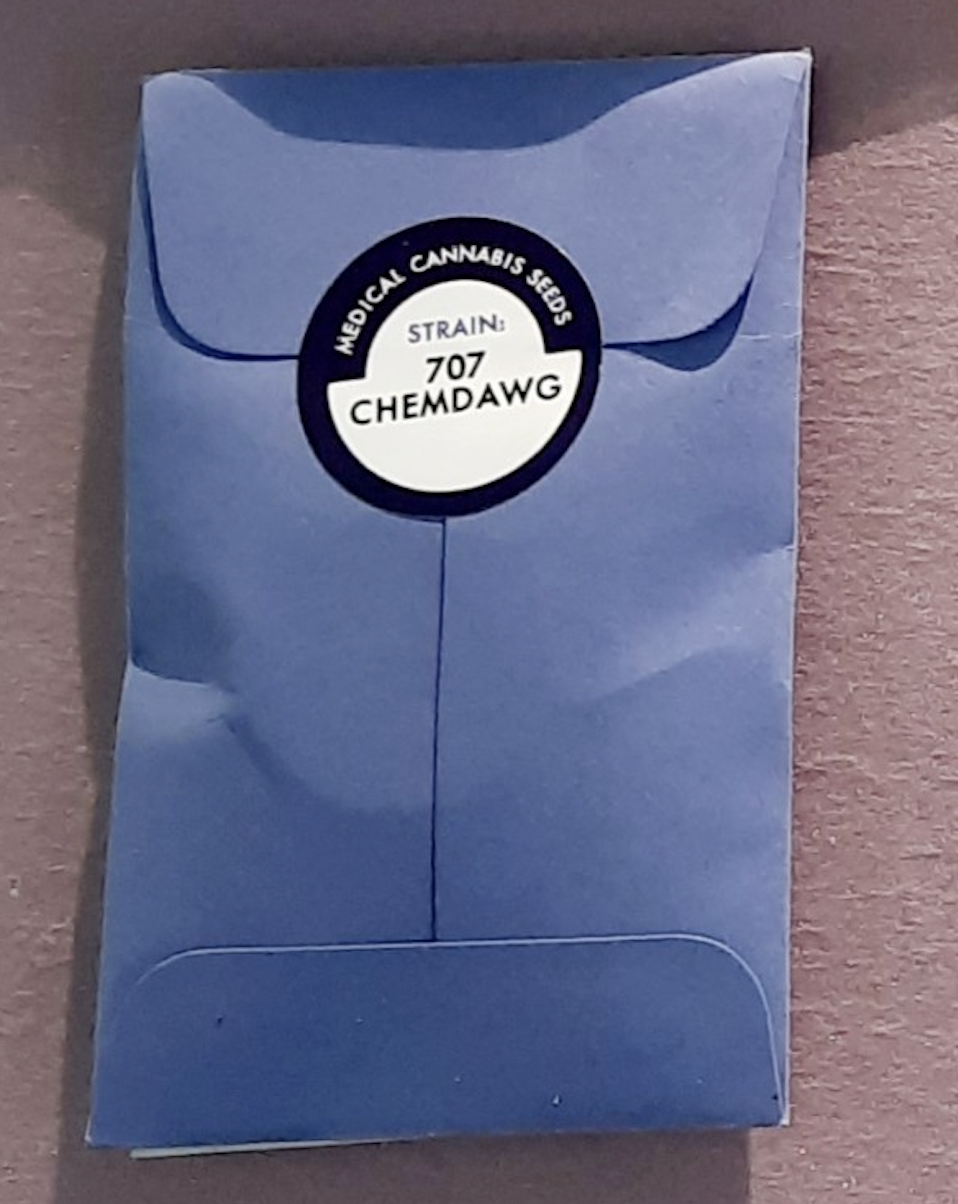 MEDICAL CANNABIS SEEDS
STRAIN:
707
CHEMDAWG